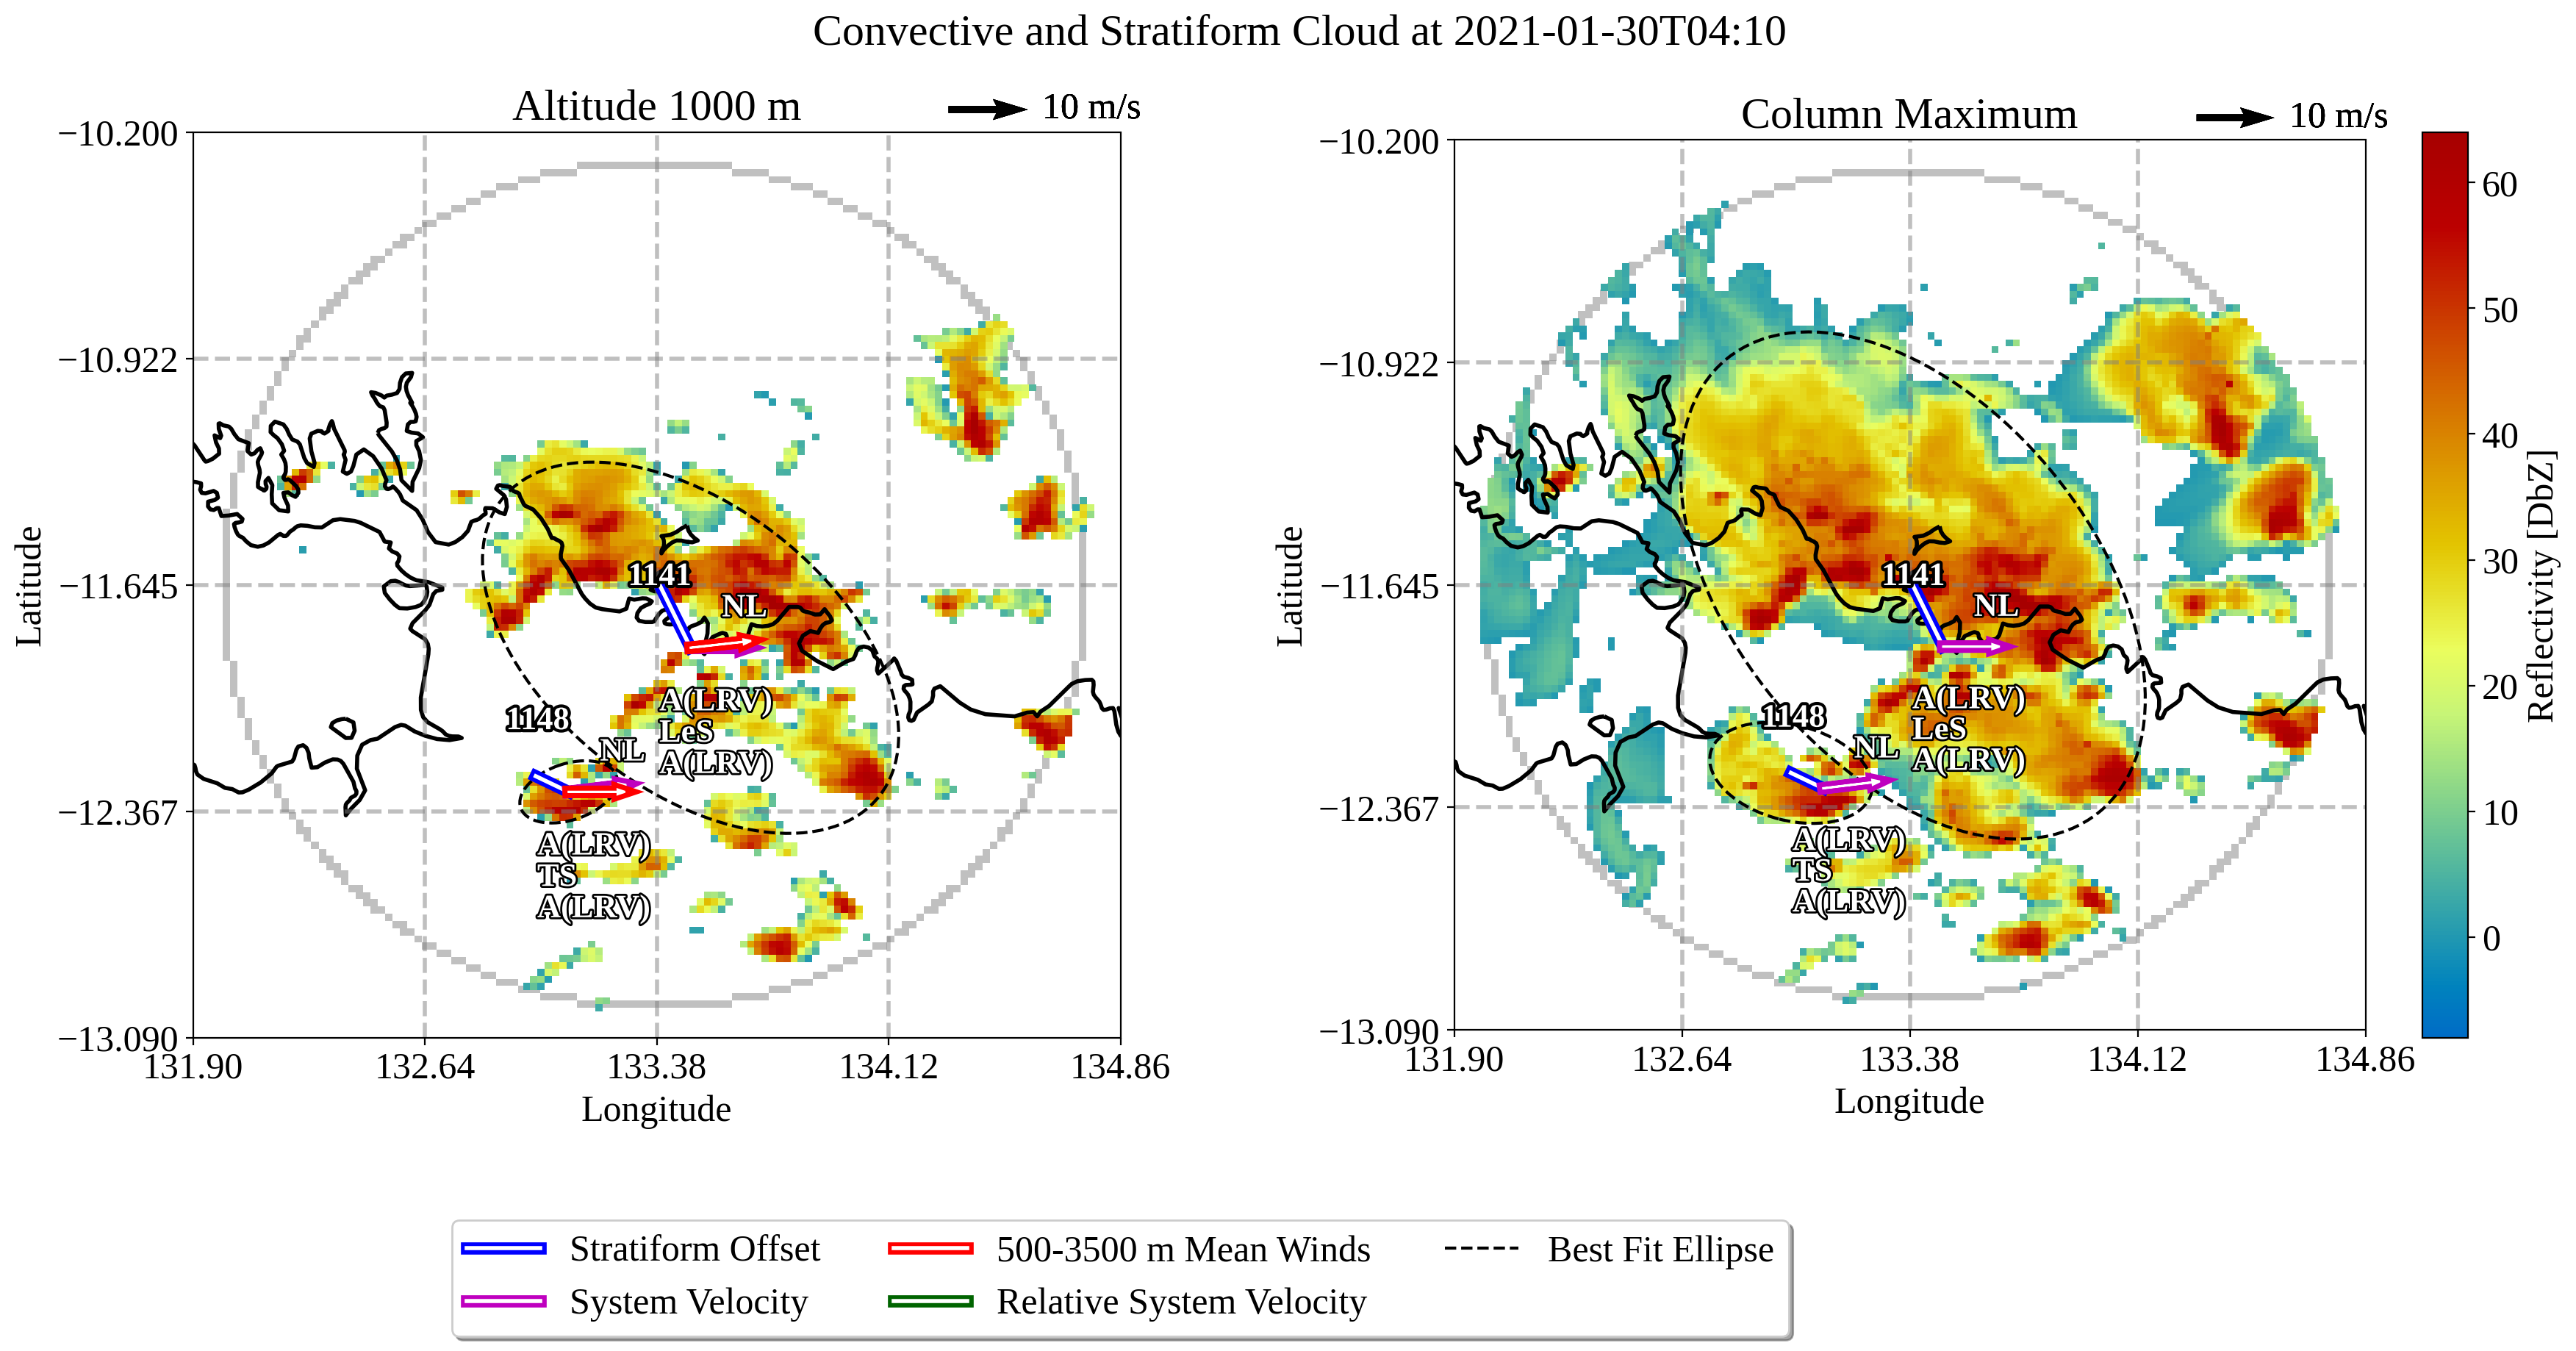 Convective and Stratiform Cloud at 2021-01-30T04:10
Altitude 1000 m
10 m/s
−10.200
−10.922
−11.645
−12.367
−13.090
Latitude
131.90
132.64
133.38
134.12
134.86
Longitude
1141
NL
A(LRV)
LeS
A(LRV)
1148
NL
A(LRV)
TS
A(LRV)
Column Maximum
10 m/s
−10.200
−10.922
−11.645
−12.367
−13.090
Latitude
131.90
132.64
133.38
134.12
134.86
Longitude
1141
NL
A(LRV)
LeS
A(LRV)
1148
NL
A(LRV)
TS
A(LRV)
60
50
40
30
20
10
0
Reflectivity [DbZ]
Stratiform Offset
System Velocity
500-3500 m Mean Winds
Relative System Velocity
Best Fit Ellipse